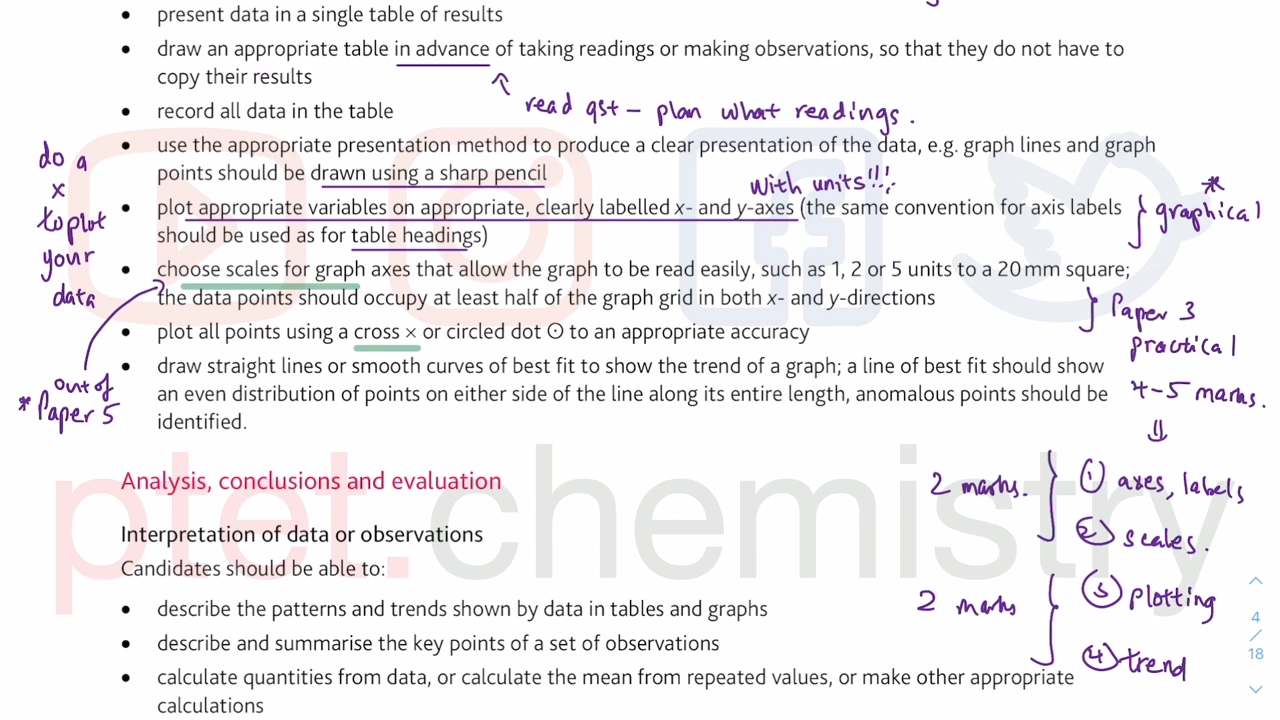 • present data in a single table of results
• draw an appropriate table in advance of taking readings or making observations, so that they do not have to
copy their results
read qst – plan what readings.
• record all data in the table
• use the appropriate presentation method to produce a clear presentation of the data, e.g. graph lines and graph
points should be drawn using a sharp pencil
with units!!!
• plot appropriate variables on appropriate, clearly labelled x- and y-axes (the same convention for axis labels
should be used as for table headings)
* graphical
do a
x
to plot
your
data
• choose scales for graph axes that allow the graph to be read easily, such as 1, 2 or 5 units to a 20 mm square;
the data points should occupy at least half of the graph grid in both x- and y-directions
• plot all points using a cross × or circled dot ⊙ to an appropriate accuracy
• draw straight lines or smooth curves of best fit to show the trend of a graph; a line of best fit should show
an even distribution of points on either side of the line along its entire length, anomalous points should be
identified.
out of
* Paper 5
Paper 3
practical
4-5 marks.
⇓
2 marks.
① axes, labels
② scales.
2 marks
③ plotting
④ trend
ptet.chemistry
Analysis, conclusions and evaluation
Interpretation of data or observations
Candidates should be able to:
• describe the patterns and trends shown by data in tables and graphs
• describe and summarise the key points of a set of observations
• calculate quantities from data, or calculate the mean from repeated values, or make other appropriate
calculations
4
/
18